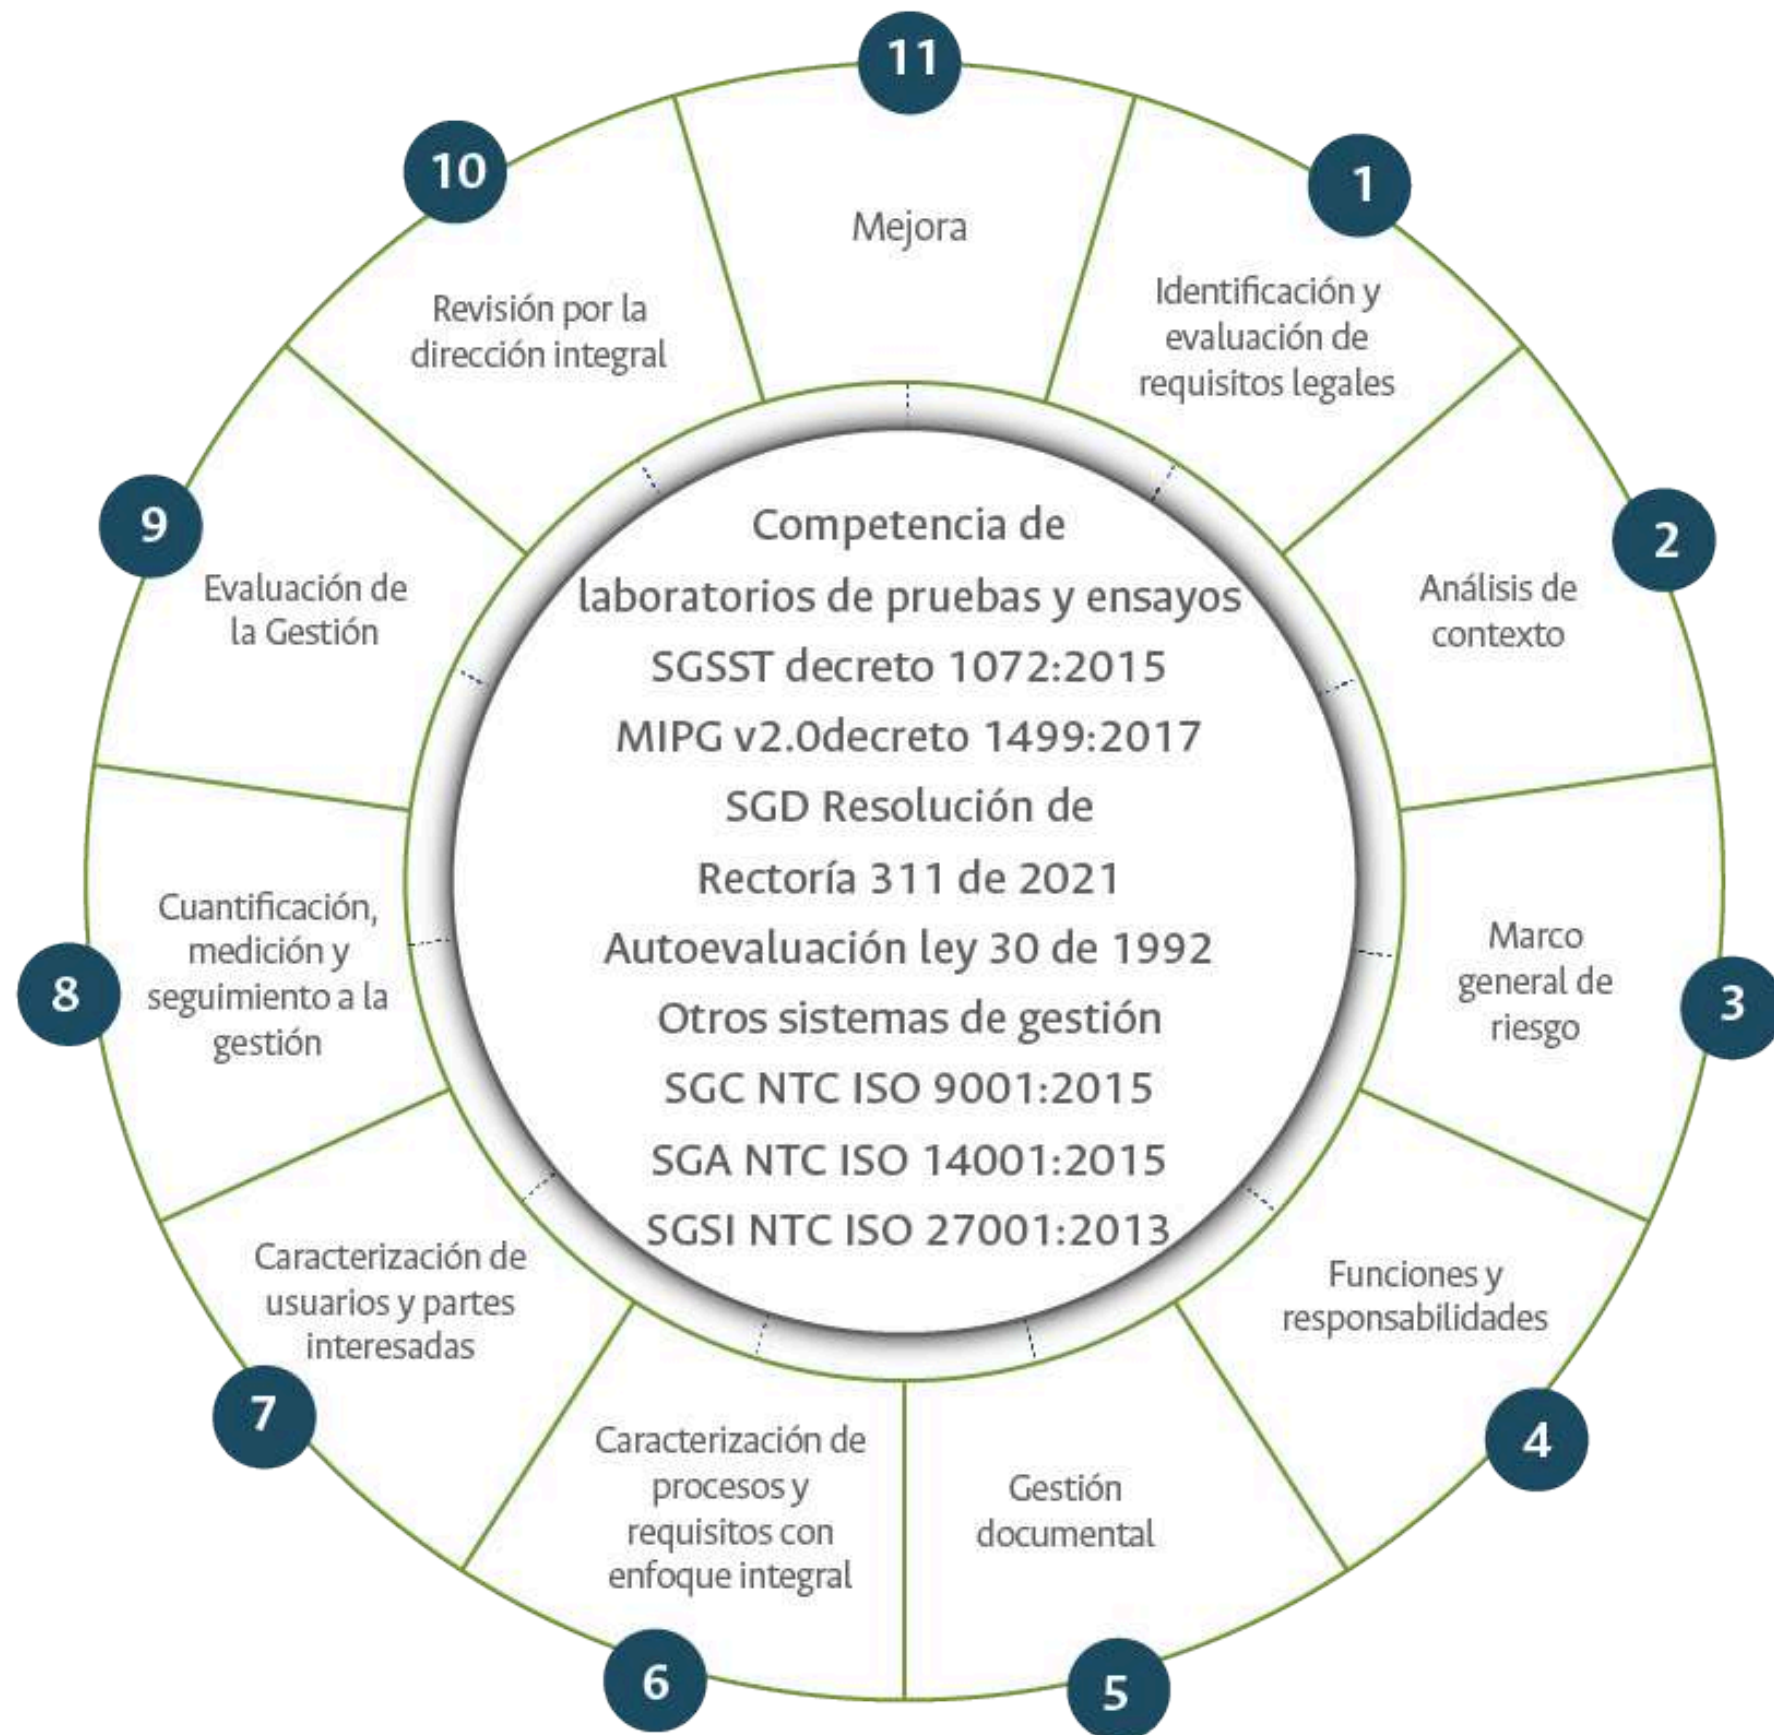 11
Mejora
1
Identificación y
evaluación de
requisitos legales
2
Análisis de
contexto
3
Marco
general de
riesgo
4
Funciones y
responsabilidades
5
Gestión
documental
6
Caracterización de
procesos y
requisitos con
enfoque integral
7
Caracterización de
usuarios y partes
interesadas
8
Cuantificación,
medición y
seguimiento a la
gestión
9
Evaluación de
la Gestión
10
Revisión por la
dirección integral
Competencia de
laboratorios de pruebas y ensayos
SGSST decreto 1072:2015
MIPG v2.0decreto 1499:2017
SGD Resolución de
Rectoría 311 de 2021
Autoevaluación ley 30 de 1992
Otros sistemas de gestión
SGC NTC ISO 9001:2015
SGA NTC ISO 14001:2015
SGSI NTC ISO 27001:2013